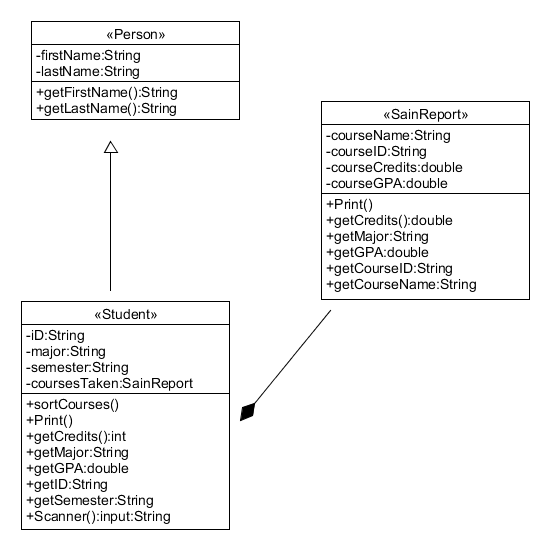 «Person»
-firstName:String
-lastName:String
+getFirstName():String
+getLastName():String
«SainReport»
-courseName:String
-courseID:String
-courseCredits:double
-courseGPA:double
+Print()
+getCredits():double
+getMajor:String
+getGPA:double
+getCourseID:String
+getCourseName:String
«Student»
-iD:String
-major:String
-semester:String
-coursesTaken:SainReport
+sortCourses()
+Print()
+getCredits():int
+getMajor:String
+getGPA:double
+getID:String
+getSemester:String
+Scanner():input:String